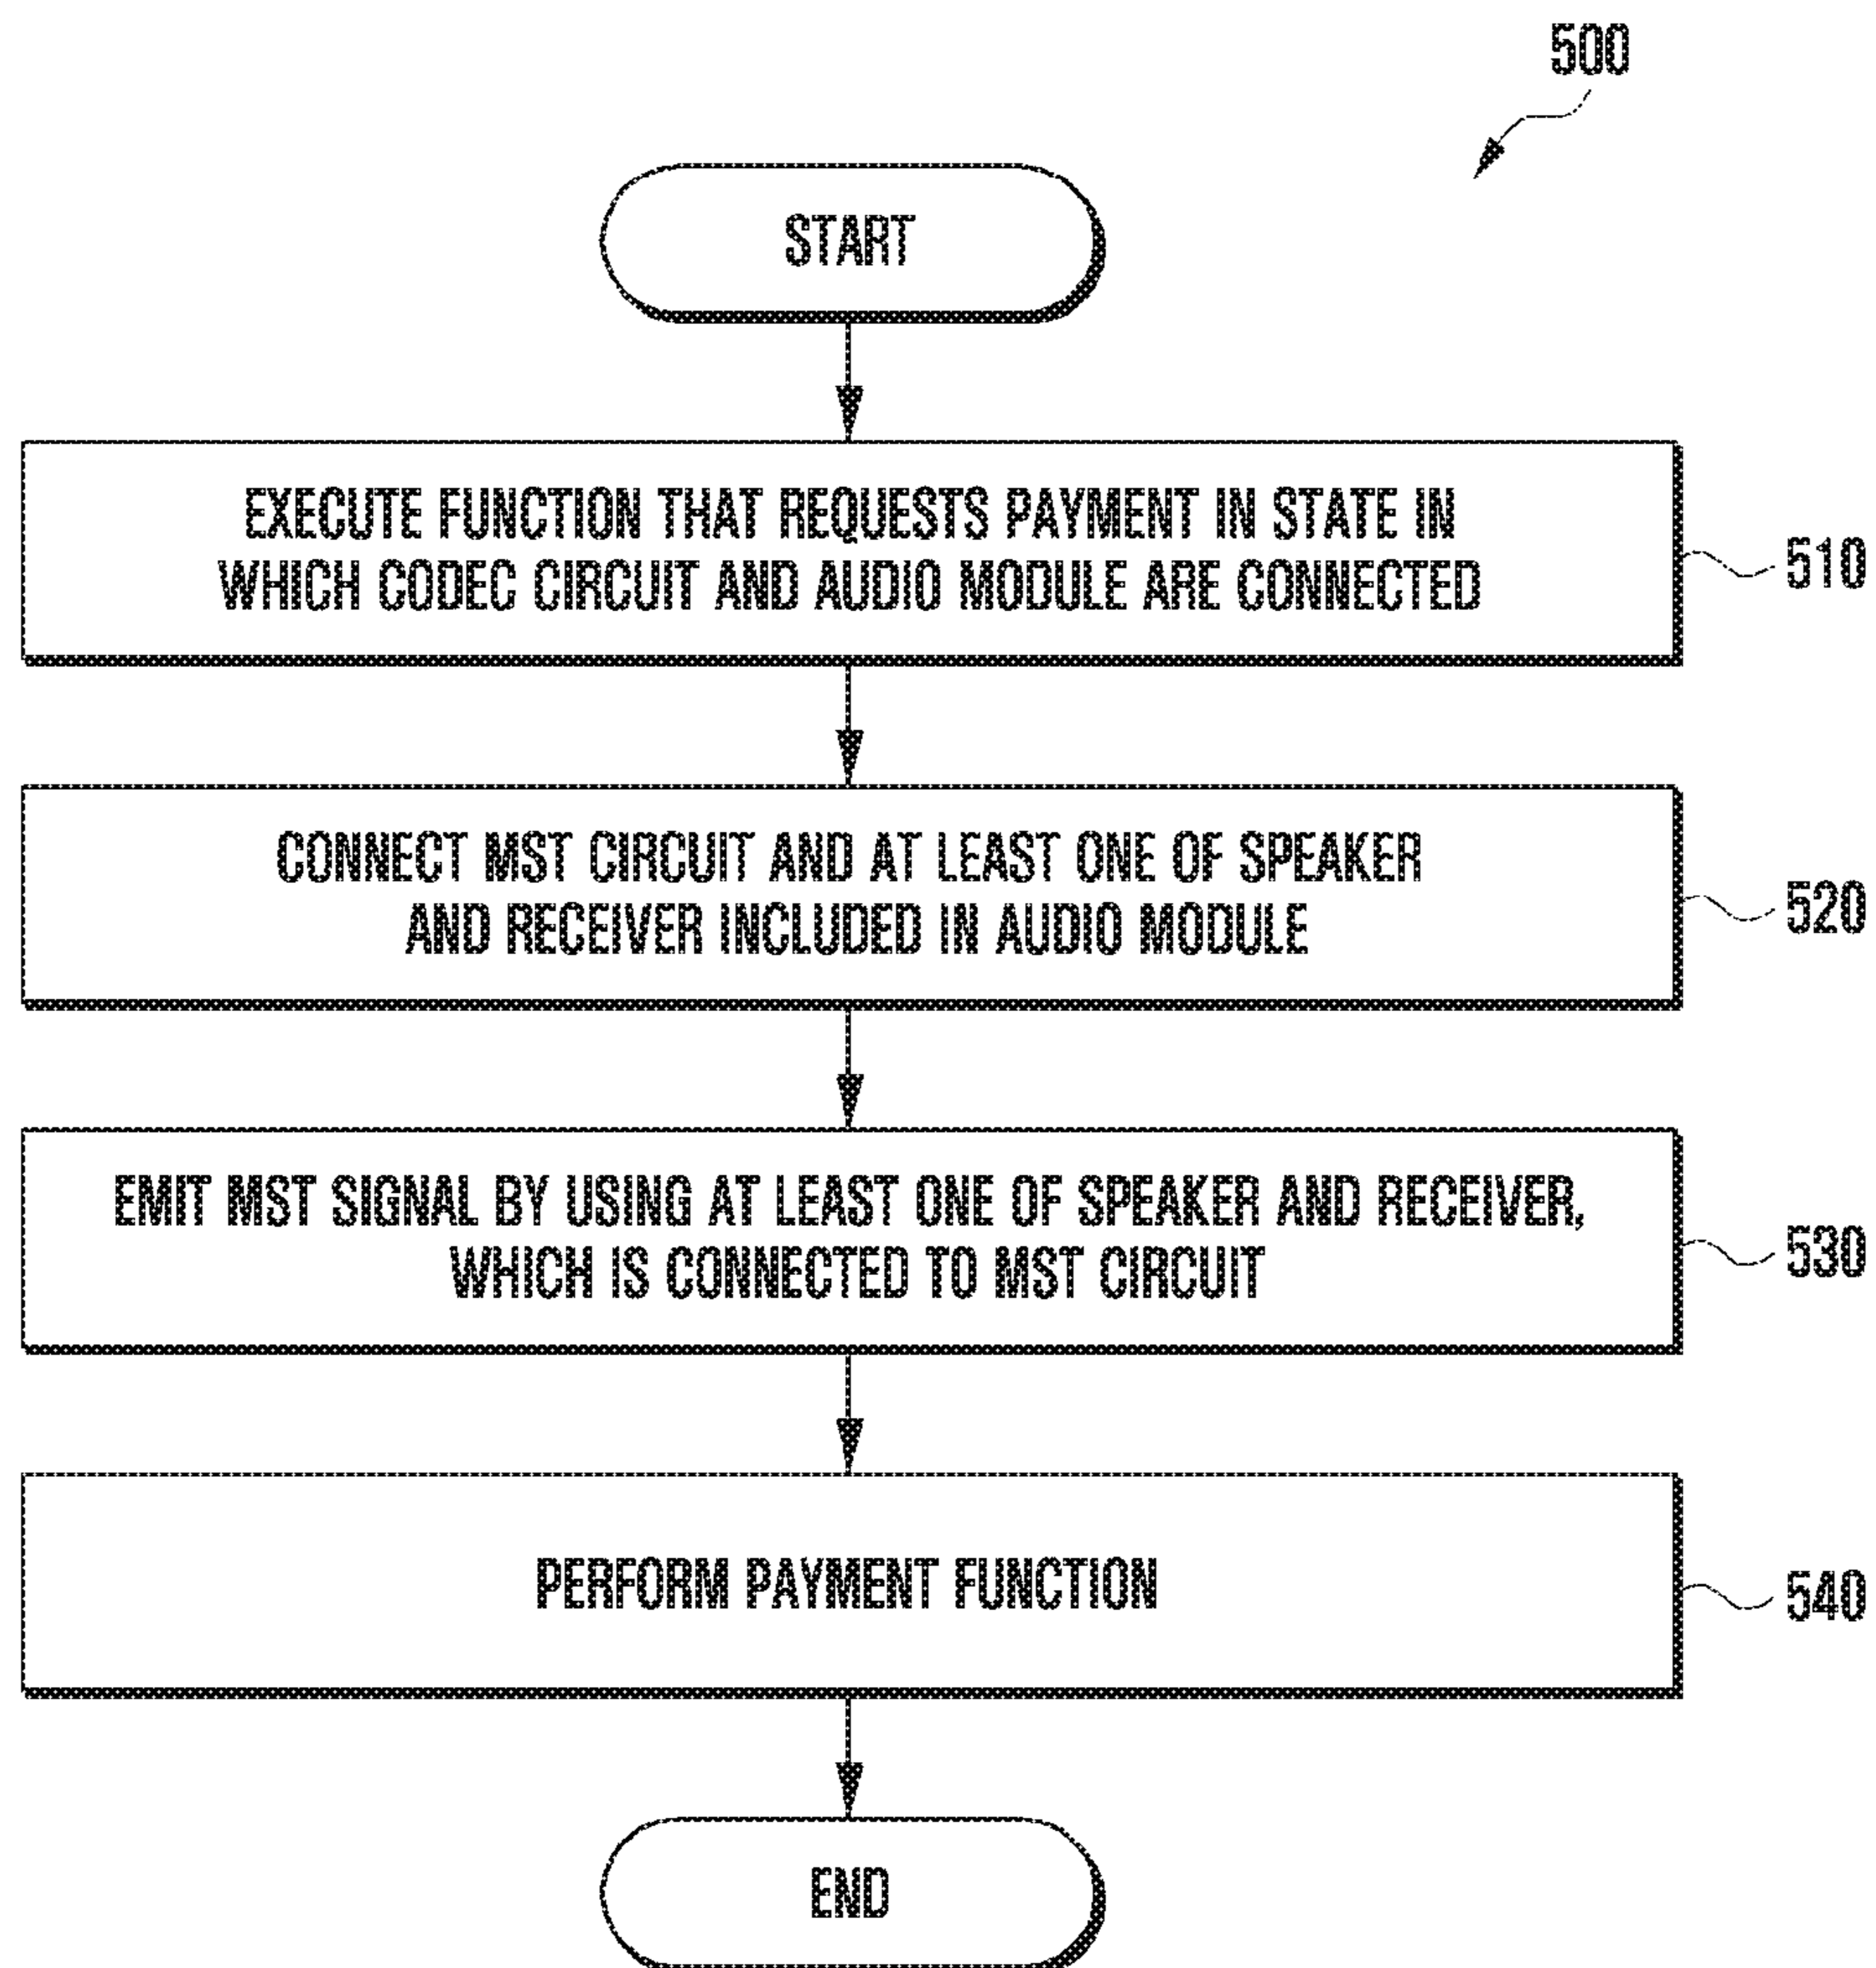 500
START
EXECUTE FUNCTION THAT REQUESTS PAYMENT IN STATE IN
WHICH CODEC CIRCUIT AND AUDIO MODULE ARE CONNECTED
510
CONNECT MST CIRCUIT AND AT LEAST ONE OF SPEAKER
AND RECEIVER INCLUDED IN AUDIO MODULE
520
EMIT MST SIGNAL BY USING AT LEAST ONE OF SPEAKER AND RECEIVER,
WHICH IS CONNECTED TO MST CIRCUIT
530
PERFORM PAYMENT FUNCTION
540
END